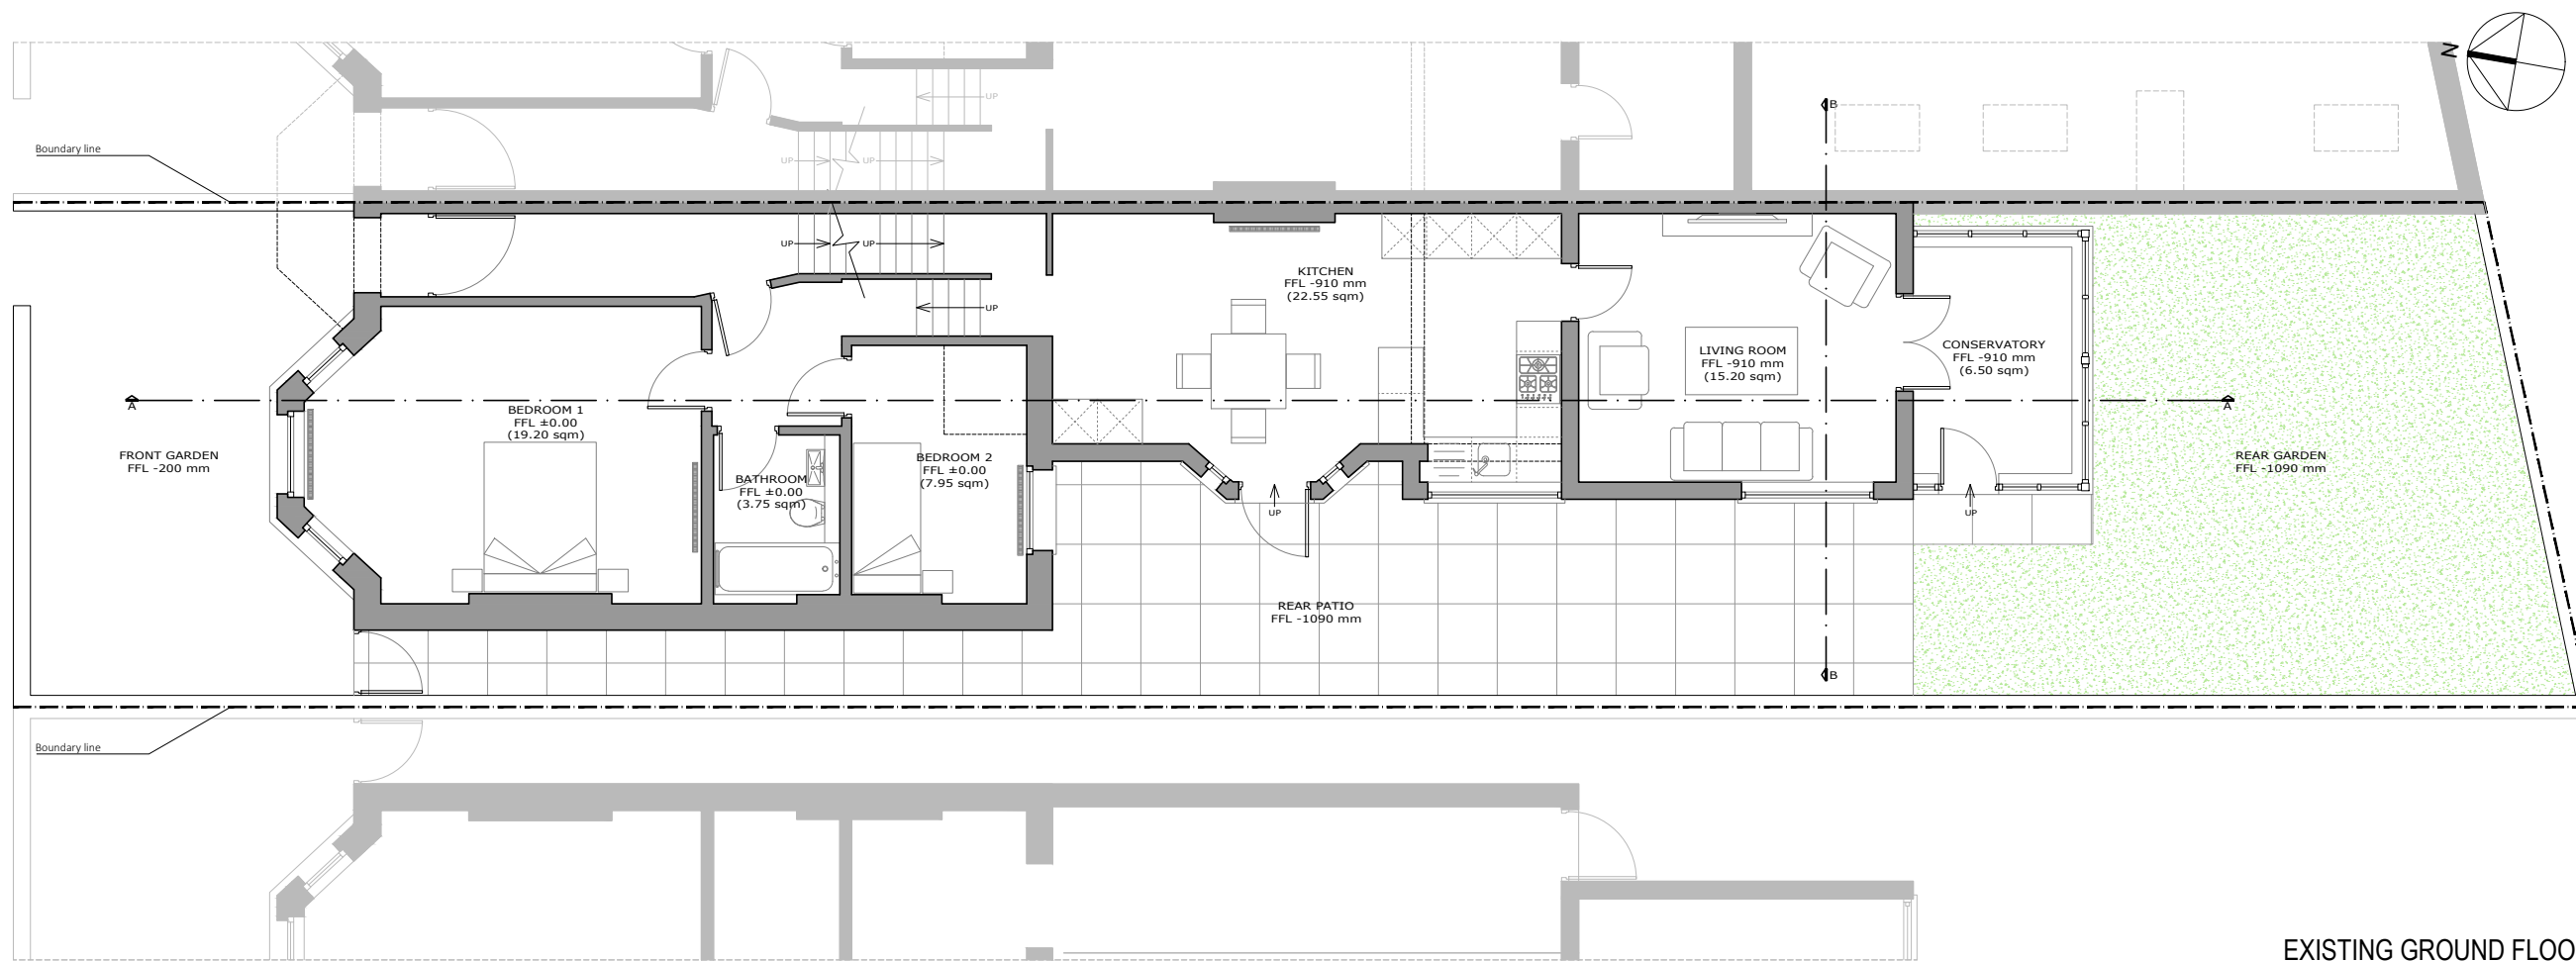 N
B
Boundary line
UP
UP
UP
UP
UP
UP
KITCHEN
FFL -910 mm
(22.55 sqm)
LIVING ROOM
FFL -910 mm
(15.20 sqm)
CONSERVATORY
FFL -910 mm
(6.50 sqm)
A
A
BEDROOM 1
FFL ±0.00
(19.20 sqm)
FRONT GARDEN
FFL -200 mm
BATHROOM
FFL ±0.00
(3.75 sqm)
BEDROOM 2
FFL ±0.00
(7.95 sqm)
REAR GARDEN
FFL -1090 mm
UP
UP
REAR PATIO
FFL -1090 mm
B
Boundary line
EXISTING GROUND FLOO